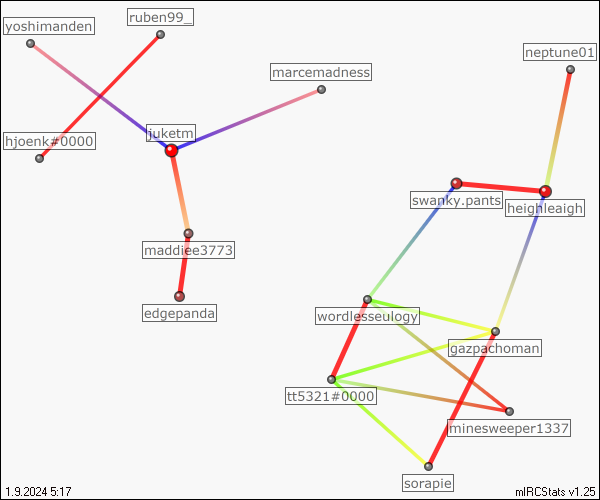 ruben99_
yoshimanden
neptune01
marcemadness
juketm
hjoenk#0000
swanky.pants
heighleaigh
maddiee3773
edgepanda
wordlesseulogy
gazpachoman
tt5321#0000
minesweeper1337
sorapie
1.9.2024 5:17
mIRCStats v1.25